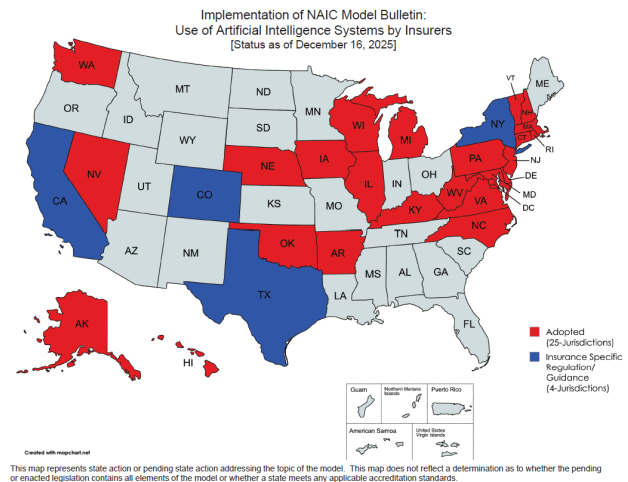 Implementation of NAIC Model Bulletin:
Use of Artificial Intelligence Systems by Insurers
[Status as of December 16, 2025]
WA
MT
ND
MN
VT
ME
OR
ID
SD
WI
MI
NY
NH
MA
CT
RI
WY
NE
IA
PA
NJ
NV
UT
CO
IL
IN
OH
DE
MD
DC
CA
KS
MO
KY
WV
VA
AZ
NM
OK
AR
TN
NC
SC
TX
LA
MS
AL
GA
FL
AK
HI
Adopted
(25-Jurisdictions)
Insurance Specific
Regulation/
Guidance
(4-Jurisdictions)
Guam
Northern Mariana
Islands
Puerto Rico
American Samoa
United States
Virgin Islands
Created with mapchart.net
This map represents state action or pending state action addressing the topic of the model. This map does not reflect a determination as to whether the pending
or enacted legislation contains all elements of the model or whether a state meets any applicable accreditation standards.